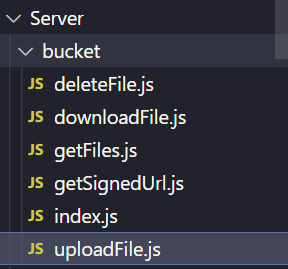 Server
bucket
JS deleteFile.js
JS downloadFile.js
JS getFiles.js
JS getSignedUrl.js
JS index.js
JS uploadFile.js